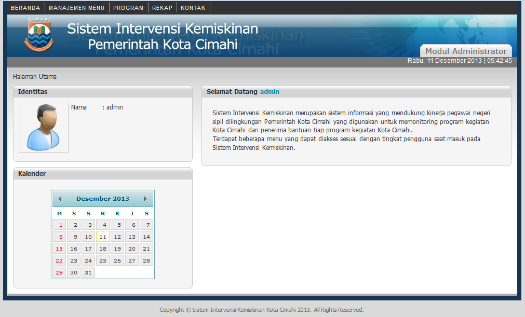 BERANDA MANAJEMEN MENU PROGRAM REKAP KONTAK
Sistem Intervensi Kemiskinan
Pemerintah Kota Cimahi
Modul Administrator
Rabu 11 Desember 2013 | 05:42:45
Halaman Utama
Identitas
Nama : admin
Selamat Datang admin
Sistem Intervensi Kemiskinan merupakan sistem informasi yang mendukung kinerja pegawai negeri
sipil dilingkungan Pemerintah Kota Cimahi yang digunakan untuk memonitoring program kegiatan
Kota Cimahi dan penerima bantuan tiap program kegiatan Kota Cimahi.
Terdapat beberapa menu yang dapat diakses sesuai dengan tingkat pengguna saat masuk pada
Sistem Intervensi Kemiskinan.
Kalender
Desember 2013
M S S R K J S
1 2 3 4 5 6 7
8 9 10 11 12 13 14
15 16 17 18 19 20 21
22 23 24 25 26 27 28
29 30 31
Copyright © Sistem Intervensi Kemiskinan Kota Cimahi 2013. All Rights Reserved.